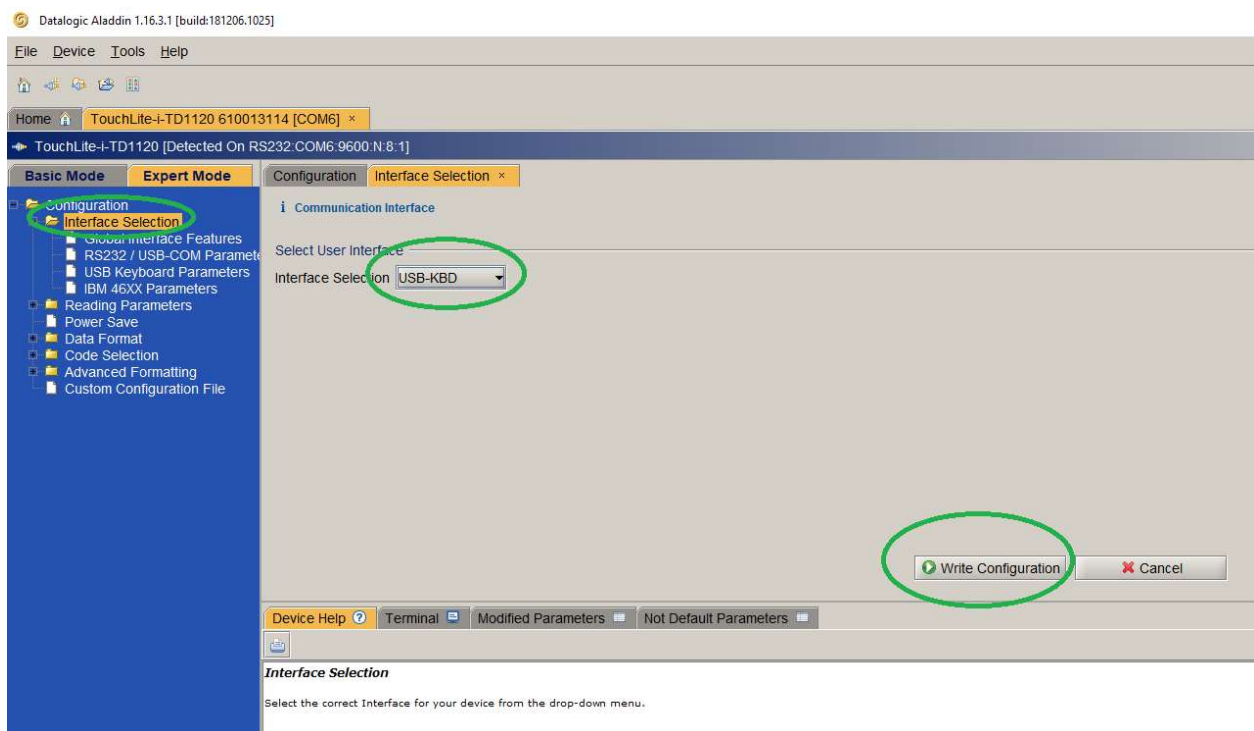 Datalogic Aladdin 1.16.3.1 [build:181206.1025]
File Device Tools Help
Home TouchLite-i-TD1120 610013114 [COM6] ×
TouchLite-i-TD1120 [Detected On RS232:COM6:9600:N:8:1]
Basic Mode Expert Mode
Configuration Interface Selection ×
Configuration
Interface Selection
Global Interface Features
RS232 / USB-COM Paramete
USB Keyboard Parameters
IBM 46XX Parameters
Reading Parameters
Power Save
Data Format
Code Selection
Advanced Formatting
Custom Configuration File
i Communication Interface
Select User Interface
Interface Selection USB-KBD
Write Configuration Cancel
Device Help ? Terminal Modified Parameters Not Default Parameters
Interface Selection
Select the correct Interface for your device from the drop-down menu.